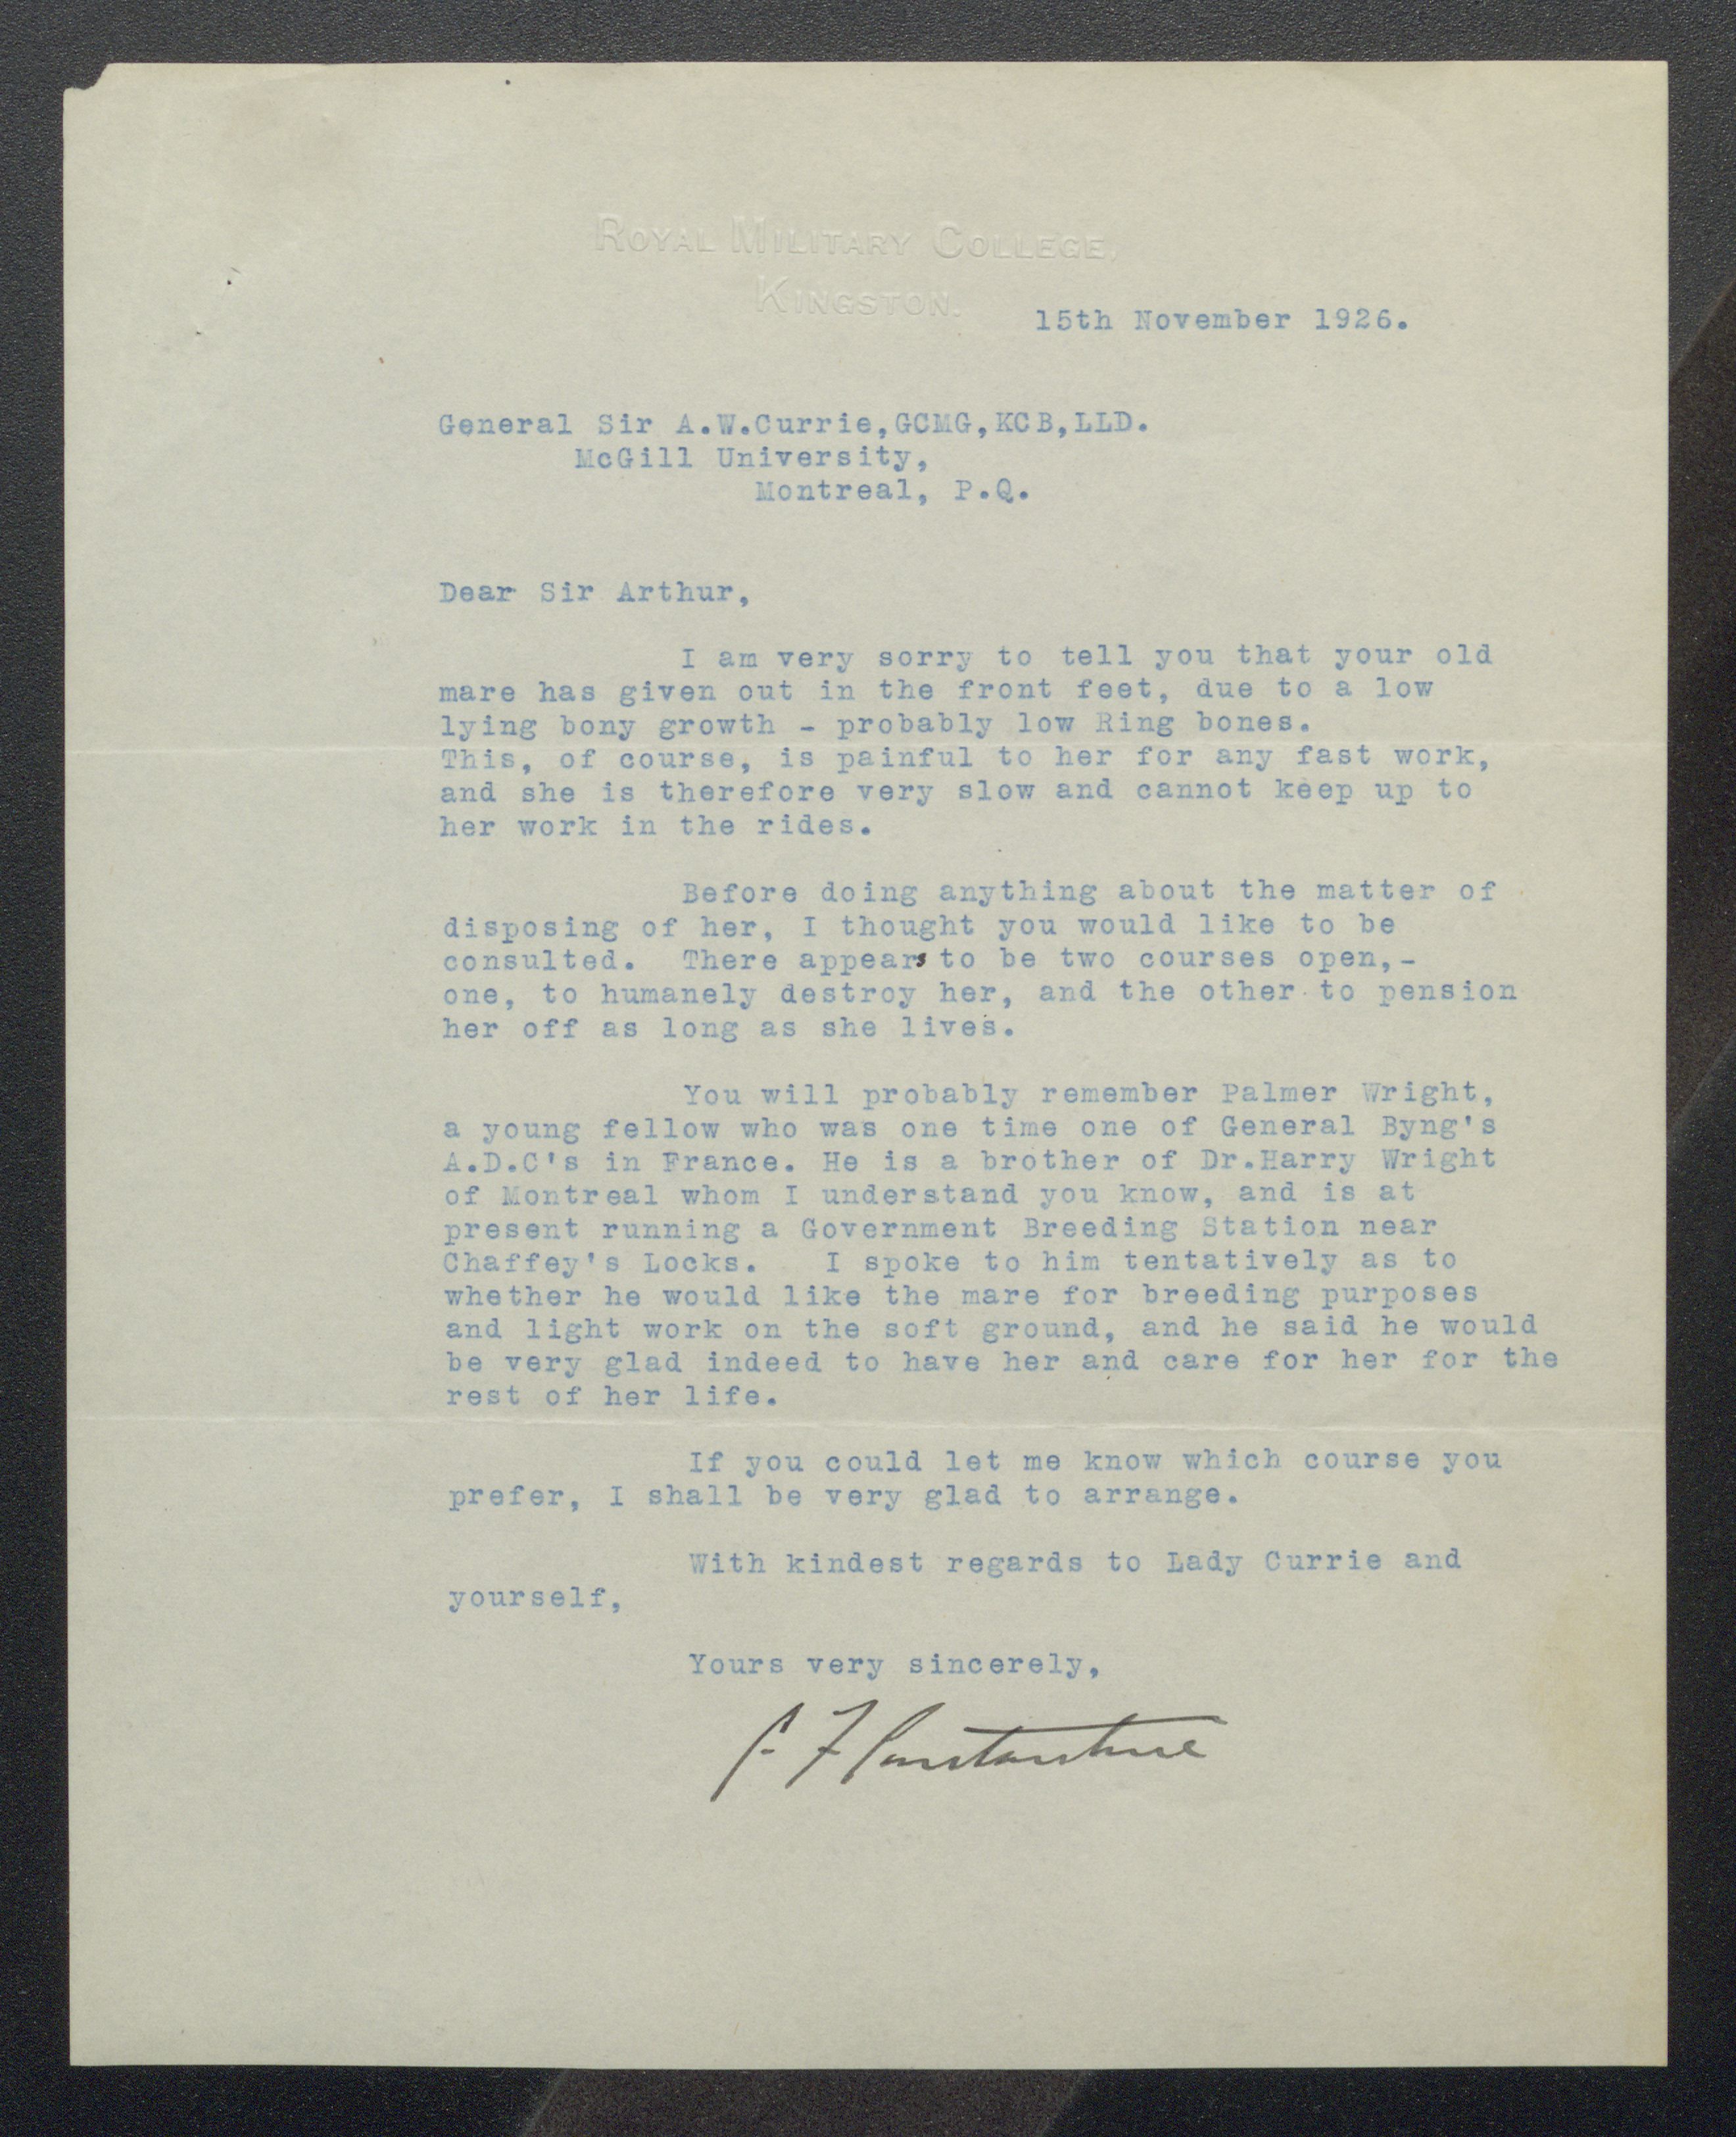 ROYAL MILITARY COLLEGE,
KINGSTON.
15th November 1926.
General Sir A.W.Currie,GCMG,KCB,LLD.
McGill University,
Montreal, P.Q.
Dear Sir Arthur,
I am very sorry to tell you that your old
mare has given out in the front feet, due to a low
lying bony growth - probably low Ring bones.
This, of course, is painful to her for any fast work,
and she is therefore very slow and cannot keep up to
her work in the rides.
Before doing anything about the matter of
disposing of her, I thought you would like to be
consulted. There appears to be two courses open,-
one, to humanely destroy her, and the other to pension
her off as long as she lives.
You will probably remember Palmer Wright,
a young fellow who was one time one of General Byng's
A.D.C's in France. He is a brother of Dr.Harry Wright
of Montreal whom I understand you know, and is at
present running a Government Breeding Station near
Chaffey's Locks. I spoke to him tentatively as to
whether he would like the mare for breeding purposes
and light work on the soft ground, and he said he would
be very glad indeed to have her and care for her for the
rest of her life.
If you could let me know which course you
prefer, I shall be very glad to arrange.
With kindest regards to Lady Currie and
yourself,
Yours very sincerely,
C F Constantine